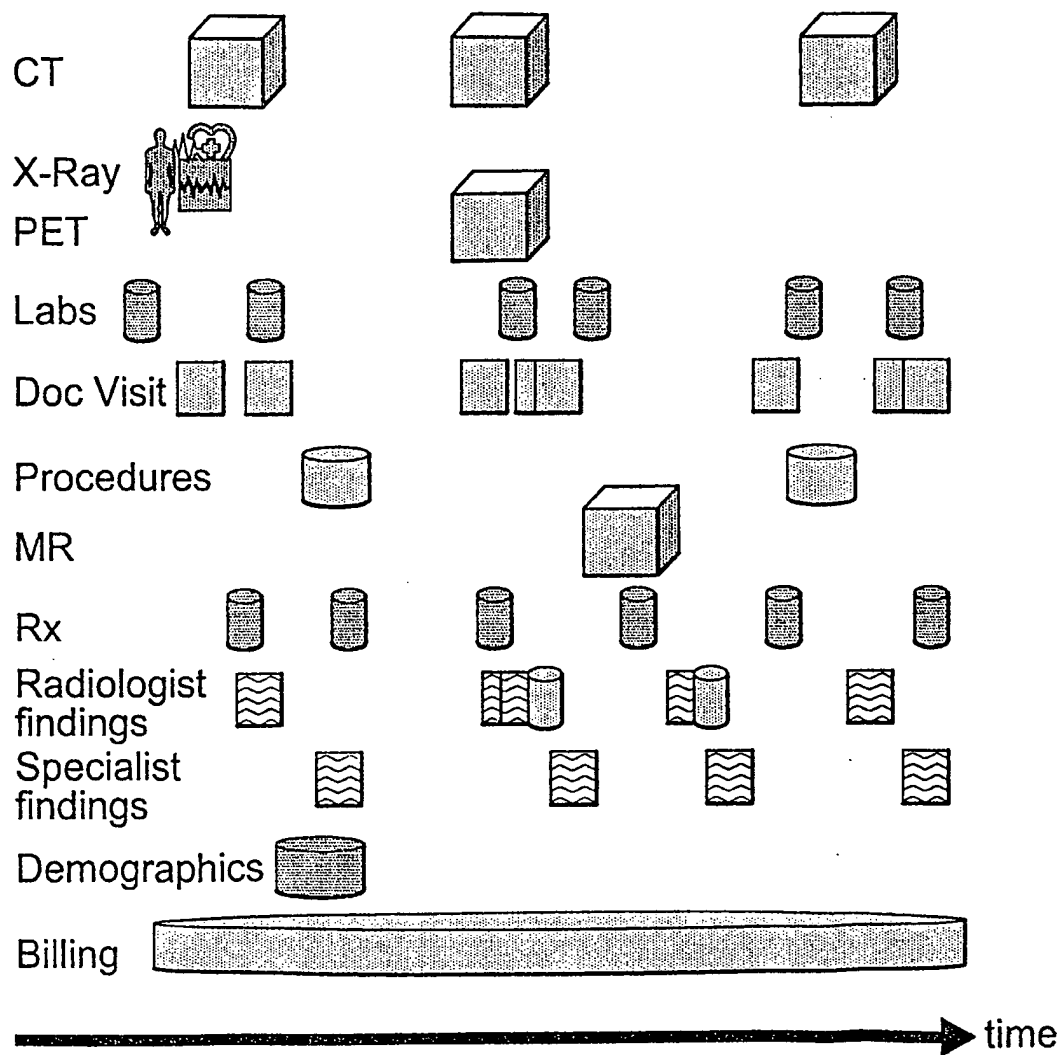 CT
X-Ray
PET
Labs
Doc Visit
Procedures
MR
Rx
Radiologist
findings
Specialist
findings
Demographics
Billing
time